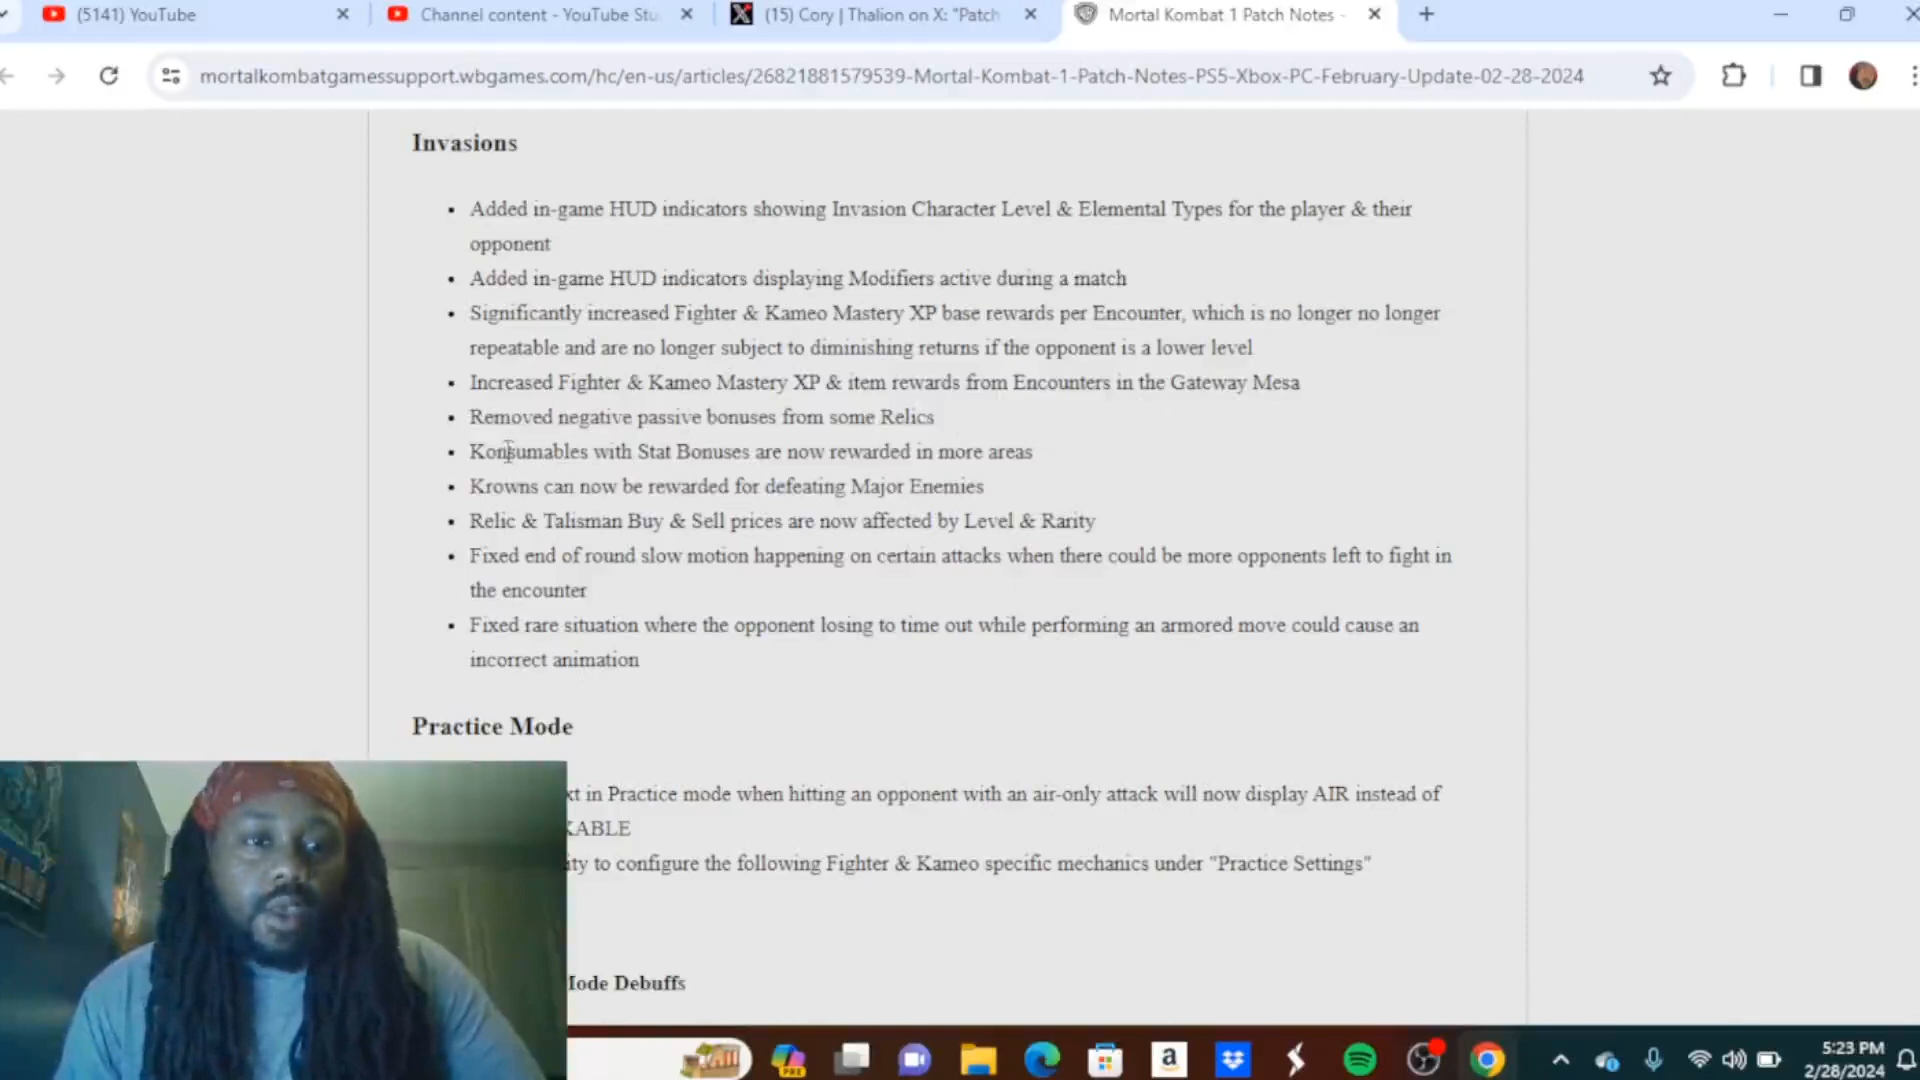 (5141) YouTube
Channel content - YouTube Stu
(15) Cory | Thalion on X: "Patch
Mortal Kombat 1 Patch Notes -
mortalkombatgamessupport.wbgames.com/hc/en-us/articles/26821881579539-Mortal-Kombat-1-Patch-Notes-PS5-Xbox-PC-February-Update-02-28-2024
Invasions
Added in-game HUD indicators showing Invasion Character Level & Elemental Types for the player & their
opponent
Added in-game HUD indicators displaying Modifiers active during a match
Significantly increased Fighter & Kameo Mastery XP base rewards per Encounter, which is no longer no longer
repeatable and are no longer subject to diminishing returns if the opponent is a lower level
Increased Fighter & Kameo Mastery XP & item rewards from Encounters in the Gateway Mesa
Removed negative passive bonuses from some Relics
Konsumables with Stat Bonuses are now rewarded in more areas
Krowns can now be rewarded for defeating Major Enemies
Relic & Talisman Buy & Sell prices are now affected by Level & Rarity
Fixed end of round slow motion happening on certain attacks when there could be more opponents left to fight in
the encounter
Fixed rare situation where the opponent losing to time out while performing an armored move could cause an
incorrect animation
Practice Mode
xt in Practice mode when hitting an opponent with an air-only attack will now display AIR instead of
KABLE
ity to configure the following Fighter & Kameo specific mechanics under "Practice Settings"
Mode Debuffs
PRE
a
5:23 PM
2/28/2024